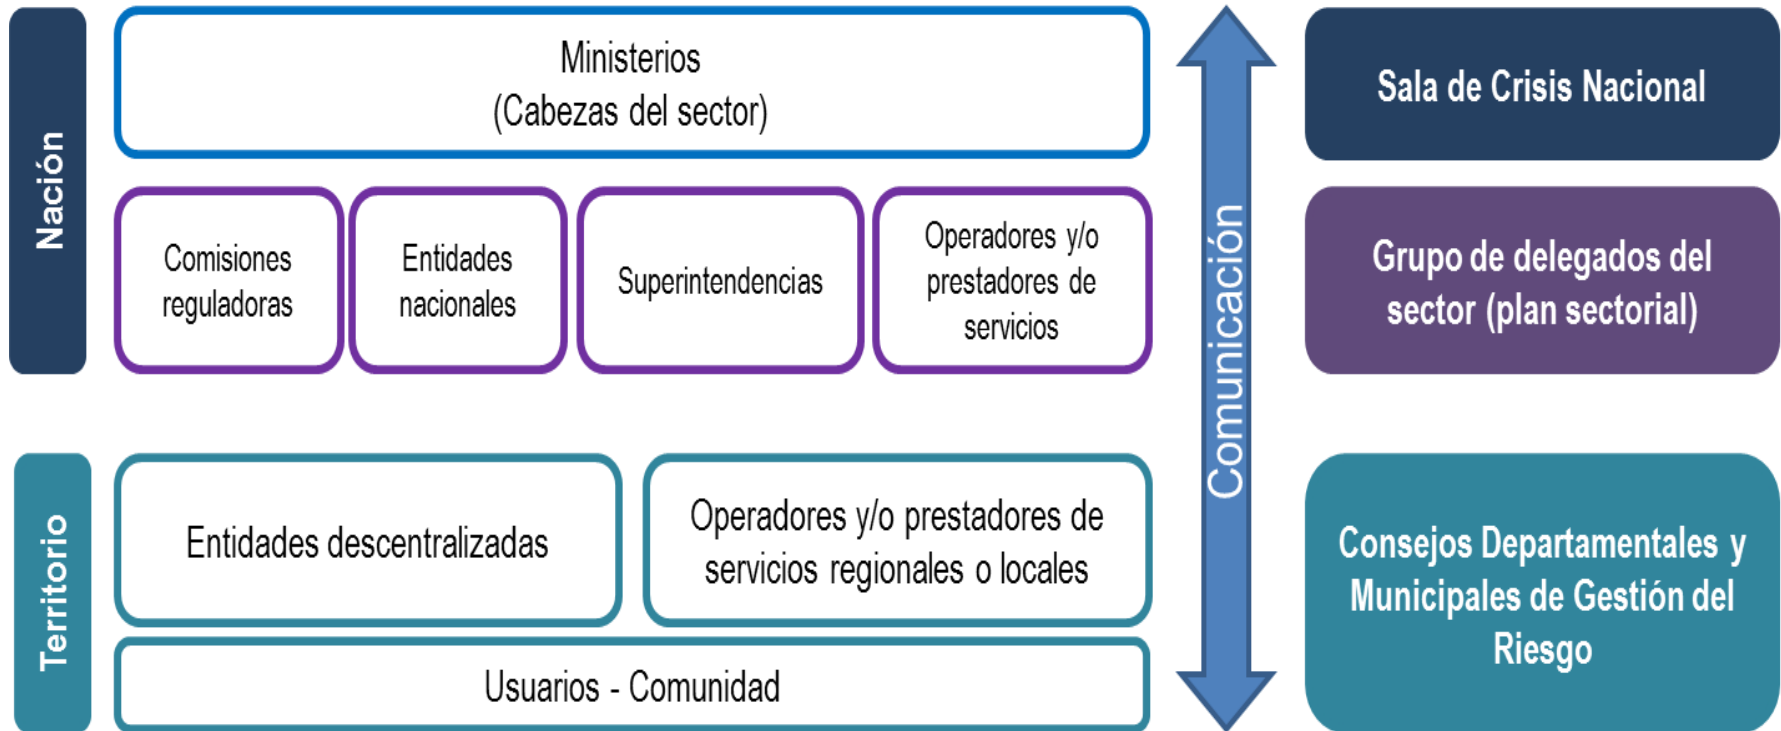 Nación
Ministerios
(Cabezas del sector)
Comisiones
reguladoras
Entidades
nacionales
Superintendencias
Operadores y/o
prestadores de
servicios
Territorio
Entidades descentralizadas
Operadores y/o prestadores de
servicios regionales o locales
Usuarios - Comunidad
Comunicación
Sala de Crisis Nacional
Grupo de delegados del
sector (plan sectorial)
Consejos Departamentales y
Municipales de Gestión del
Riesgo